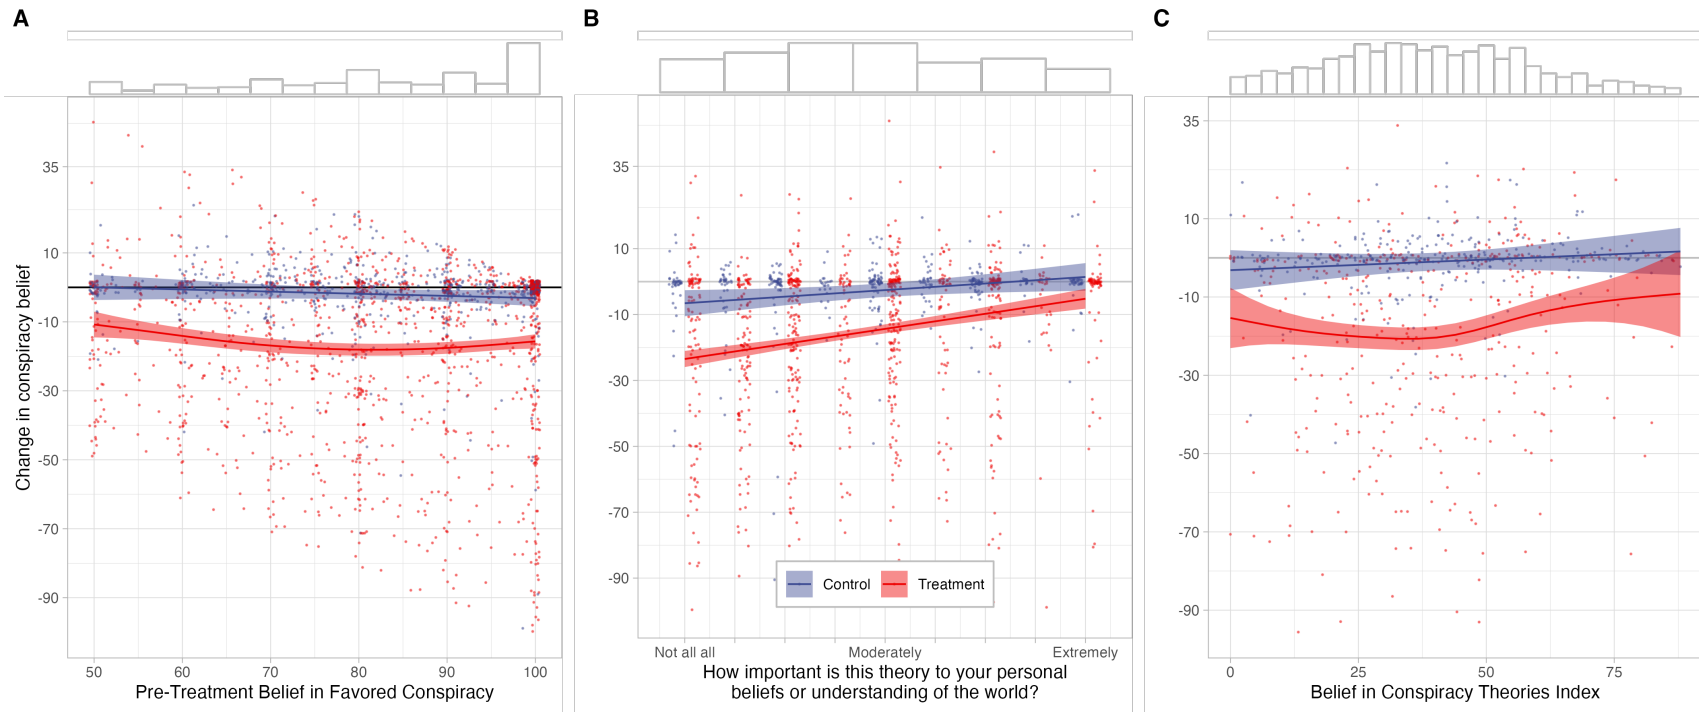 A
B
C
Change in conspiracy belief
35
10
-10
-30
-50
-70
-90
50
60
70
80
90
100
Pre-Treatment Belief in Favored Conspiracy
35
10
-10
-30
-50
-70
-90
Control
Treatment
Not all all
Moderately
Extremely
How important is this theory to your personal
beliefs or understanding of the world?
35
10
-10
-30
-50
-70
-90
0
25
50
75
Belief in Conspiracy Theories Index